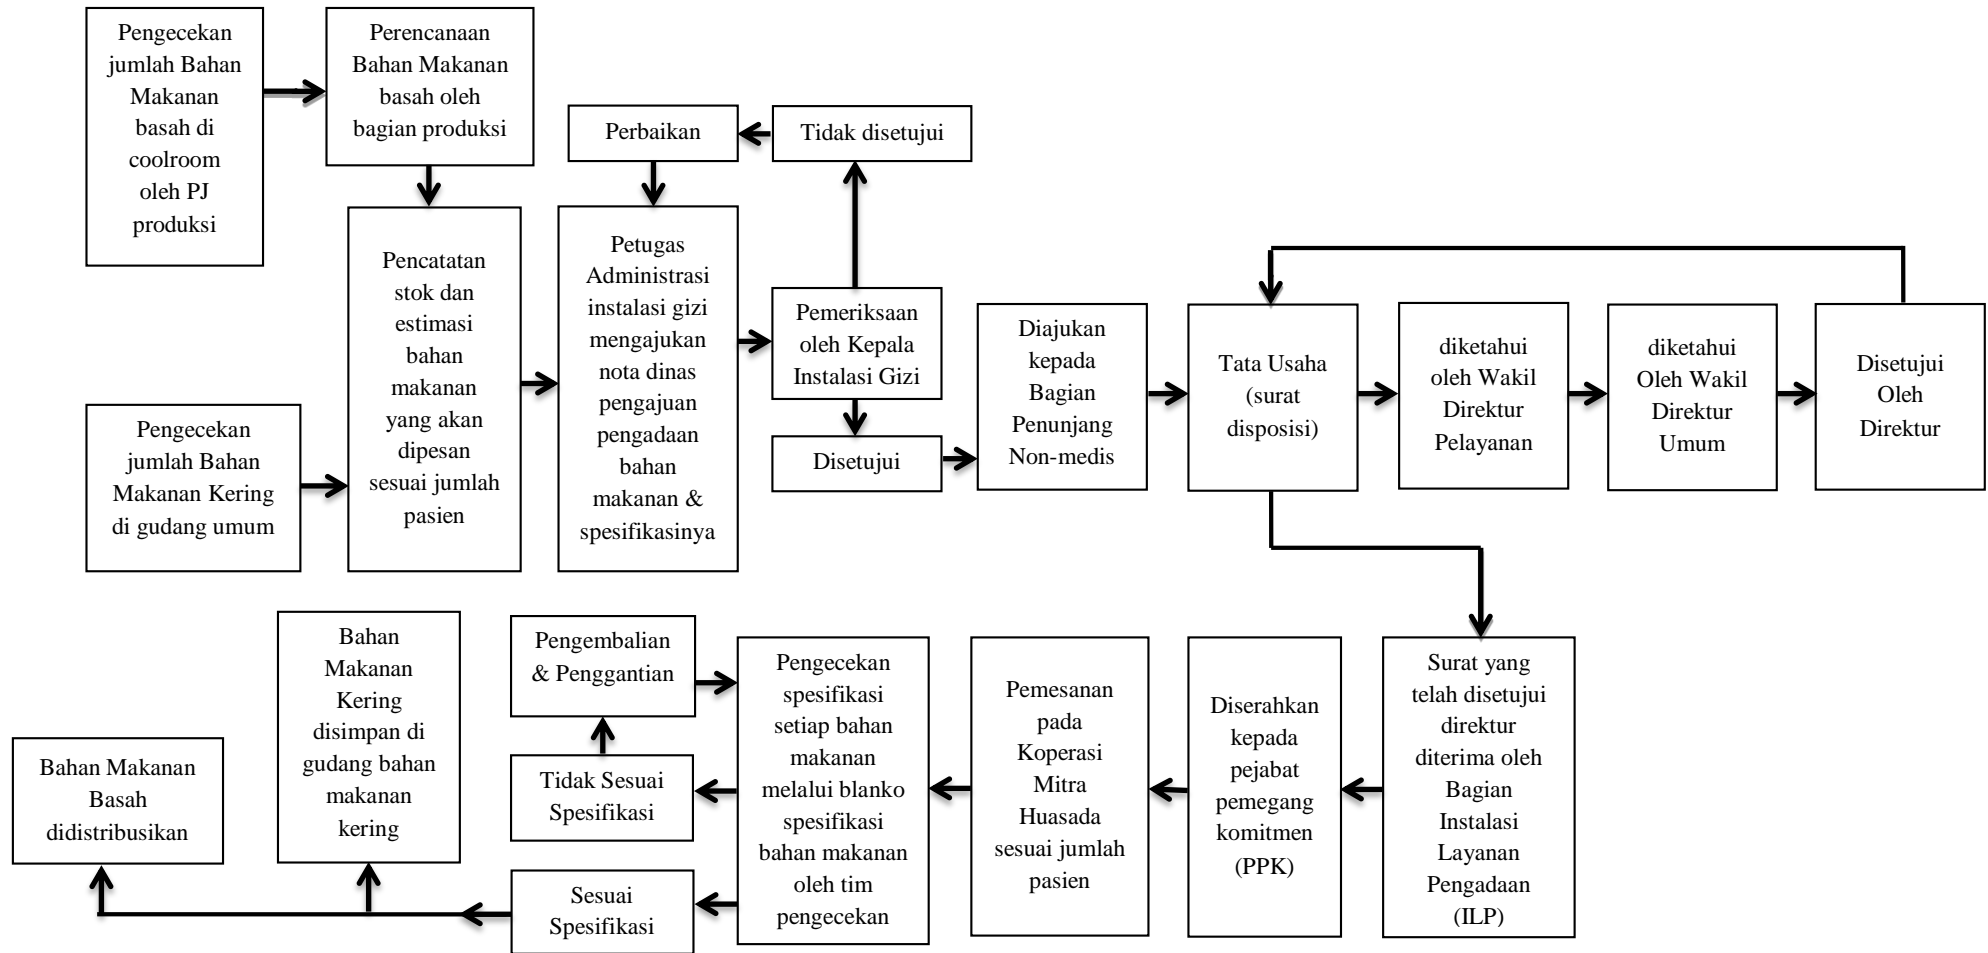 Pengecekan
jumlah Bahan
Makanan
basah di
coolroom
oleh PJ
produksi
Perencanaan
Bahan Makanan
basah oleh
bagian produksi
Pengecekan
jumlah Bahan
Makanan Kering
di gudang umum
Pencatatan
stok dan
estimasi
bahan
makanan
yang akan
dipesan
sesuai jumlah
pasien
Perbaikan
Tidak disetujui
Petugas
Administrasi
instalasi gizi
mengajukan
nota dinas
pengajuan
pengadaan
bahan
makanan &
spesifikasinya
Pemeriksaan
oleh Kepala
Instalasi Gizi
Disetujui
Diajukan
kepada
Bagian
Penunjang
Non-medis
Tata Usaha
(surat
disposisi)
diketahui
oleh Wakil
Direktur
Pelayanan
diketahui
Oleh Wakil
Direktur
Umum
Disetujui
Oleh
Direktur
Surat yang
telah disetujui
direktur
diterima oleh
Bagian
Instalasi
Layanan
Pengadaan
(ILP)
Diserahkan
kepada
pejabat
pemegang
komitmen
(PPK)
Pemesanan
pada
Koperasi
Mitra
Huasada
sesuai jumlah
pasien
Pengecekan
spesifikasi
setiap bahan
makanan
melalui blanko
spesifikasi
bahan makanan
oleh tim
pengecekan
Pengembalian
& Penggantian
Tidak Sesuai
Spesifikasi
Sesuai
Spesifikasi
Bahan
Makanan
Kering
disimpan di
gudang bahan
makanan
kering
Bahan Makanan
Basah
didistribusikan